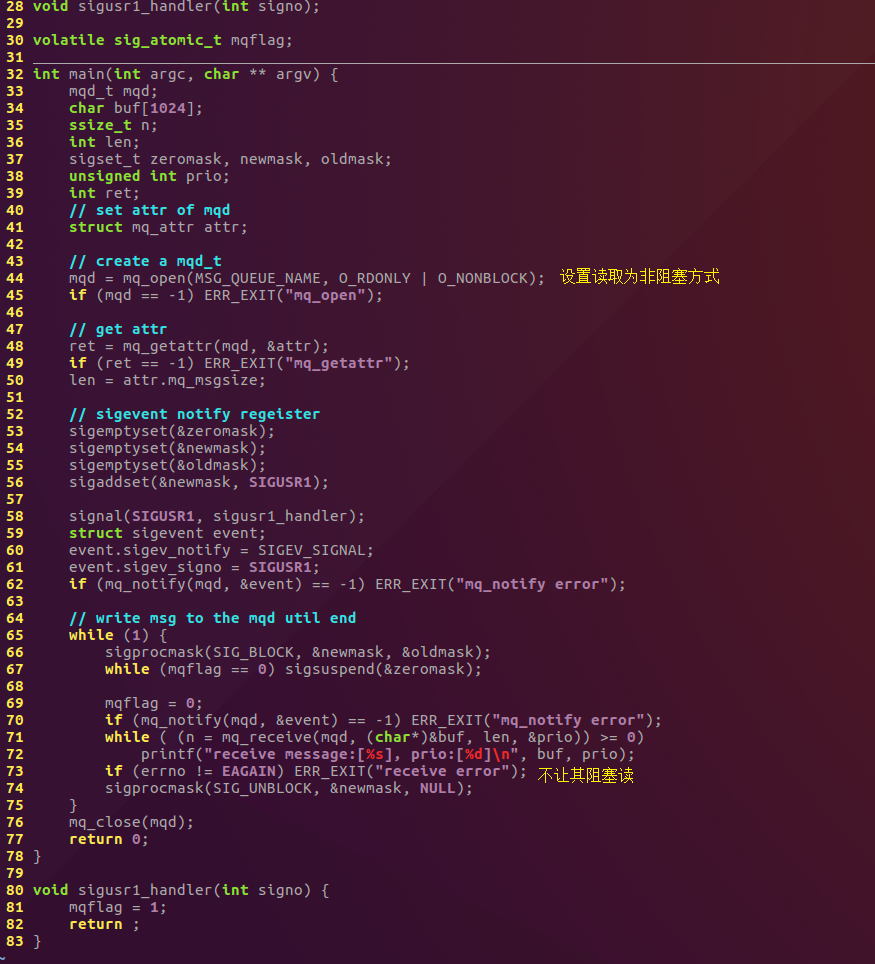 28 void sigusr1_handler(int signo);
29
30 volatile sig_atomic_t mqflag;
31
32 int main(int argc, char ** argv) {
33     mqd_t mqd;
34     char buf[1024];
35     ssize_t n;
36     int len;
37     sigset_t zeromask, newmask, oldmask;
38     unsigned int prio;
39     int ret;
40     // set attr of mqd
41     struct mq_attr attr;
42
43     // create a mqd_t
44     mqd = mq_open(MSG_QUEUE_NAME, O_RDONLY | O_NONBLOCK); 设置读取为非阻塞方式
45     if (mqd == -1) ERR_EXIT("mq_open");
46
47     // get attr
48     ret = mq_getattr(mqd, &attr);
49     if (ret == -1) ERR_EXIT("mq_getattr");
50     len = attr.mq_msgsize;
51
52     // sigevent notify regeister
53     sigemptyset(&zeromask);
54     sigemptyset(&newmask);
55     sigemptyset(&oldmask);
56     sigaddset(&newmask, SIGUSR1);
57
58     signal(SIGUSR1, sigusr1_handler);
59     struct sigevent event;
60     event.sigev_notify = SIGEV_SIGNAL;
61     event.sigev_signo = SIGUSR1;
62     if (mq_notify(mqd, &event) == -1) ERR_EXIT("mq_notify error");
63
64     // write msg to the mqd util end
65     while (1) {
66         sigprocmask(SIG_BLOCK, &newmask, &oldmask);
67         while (mqflag == 0) sigsuspend(&zeromask);
68
69         mqflag = 0;
70         if (mq_notify(mqd, &event) == -1) ERR_EXIT("mq_notify error");
71         while ( (n = mq_receive(mqd, (char*)&buf, len, &prio)) >= 0)
72             printf("receive message:[%s], prio:[%d]\n", buf, prio);
73         if (errno != EAGAIN) ERR_EXIT("receive error"); 不让其阻塞读
74         sigprocmask(SIG_UNBLOCK, &newmask, NULL);
75     }
76     mq_close(mqd);
77     return 0;
78 }
79
80 void sigusr1_handler(int signo) {
81     mqflag = 1;
82     return ;
83 }
~